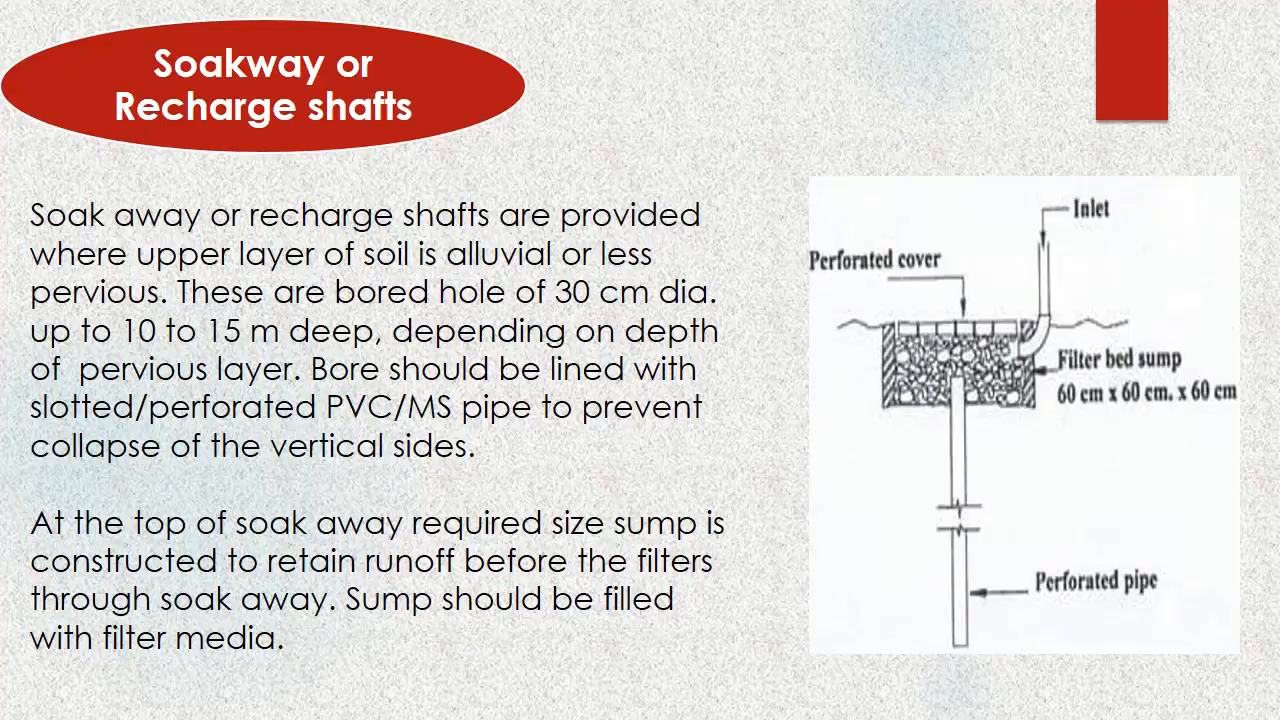 Soakway or
Recharge shafts
Soak away or recharge shafts are provided
where upper layer of soil is alluvial or less
pervious. These are bored hole of 30 cm dia.
up to 10 to 15 m deep, depending on depth
of  pervious layer. Bore should be lined with
slotted/perforated PVC/MS pipe to prevent
collapse of the vertical sides.
At the top of soak away required size sump is
constructed to retain runoff before the filters
through soak away. Sump should be filled
with filter media.
Inlet
Perforated cover
Filter bed sump
60 cm x 60 cm. x 60 cm
Perforated pipe